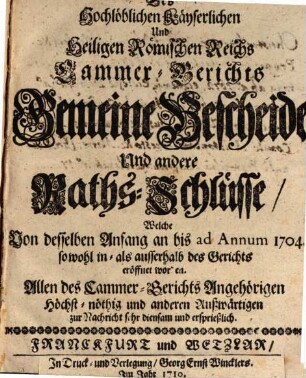 Des
Hochlöblichen Käyserlichen
Und
Heiligen Römischen Reichs
Cammer-Gerichts
Gemeine Bescheide
Und andere
Raths-Schlüsse/
Welche
Von desselben Anfang an bis ad Annum 1704.
sowohl in- als ausserhalb des Gerichts
eröffnet wor en.
Allen des Cammer-Gerichts Angehörigen
Höchst-nöthig und anderen Außwärtigen
zur Nachricht sehr diensam und ersprießlich.
FRANCKFURT und WETZLAR/
In Druck- und Verlegung/ Georg Ernst Wincklers.
Im Jahr 1710.